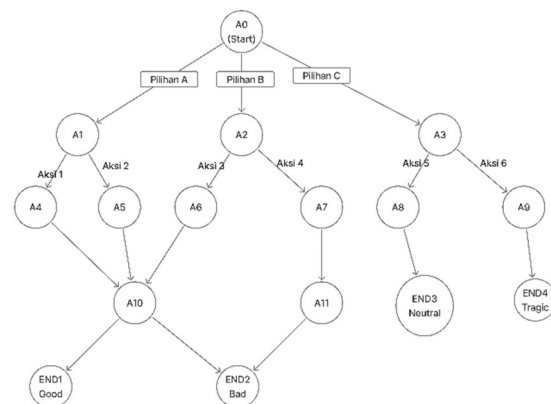 A0
(Start)
Pilihan A
Pilihan B
Pilihan C
A1
A2
A3
Aksi 1
Aksi 2
Aksi 3
Aksi 4
Aksi 5
Aksi 6
A4
A5
A6
A7
A8
A9
A10
A11
END3
Neutral
END4
Tragic
END1
Good
END2
Bad